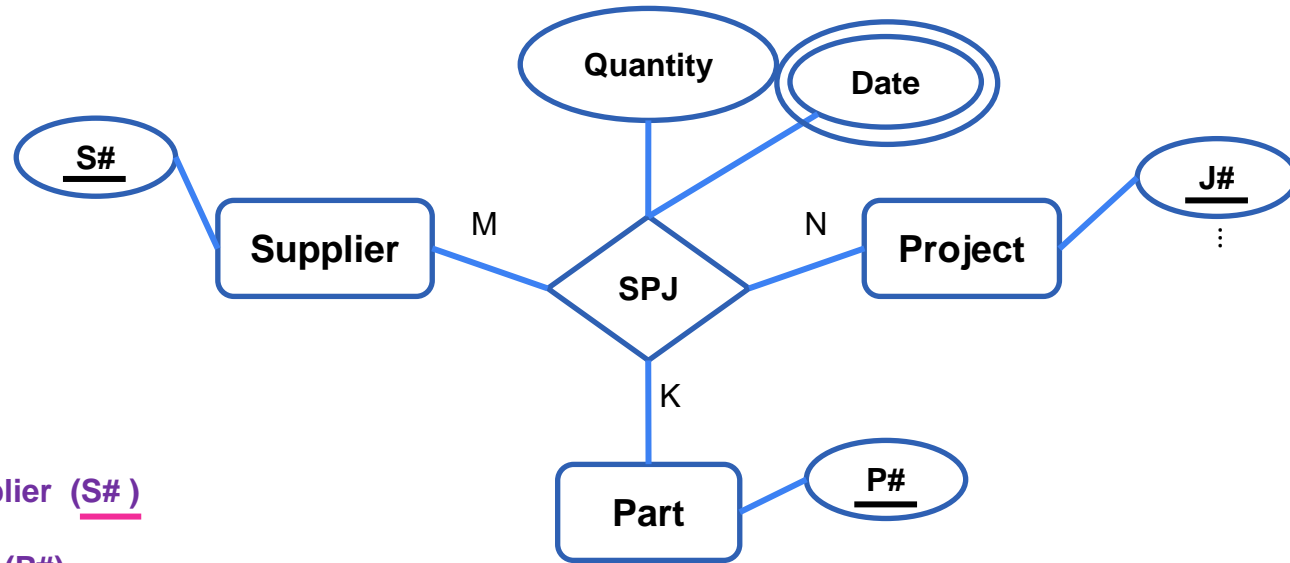 Quantity
Date
S#
J#
⋮
M
N
Supplier
Project
SPJ
K
P#
Part
plier (S# )